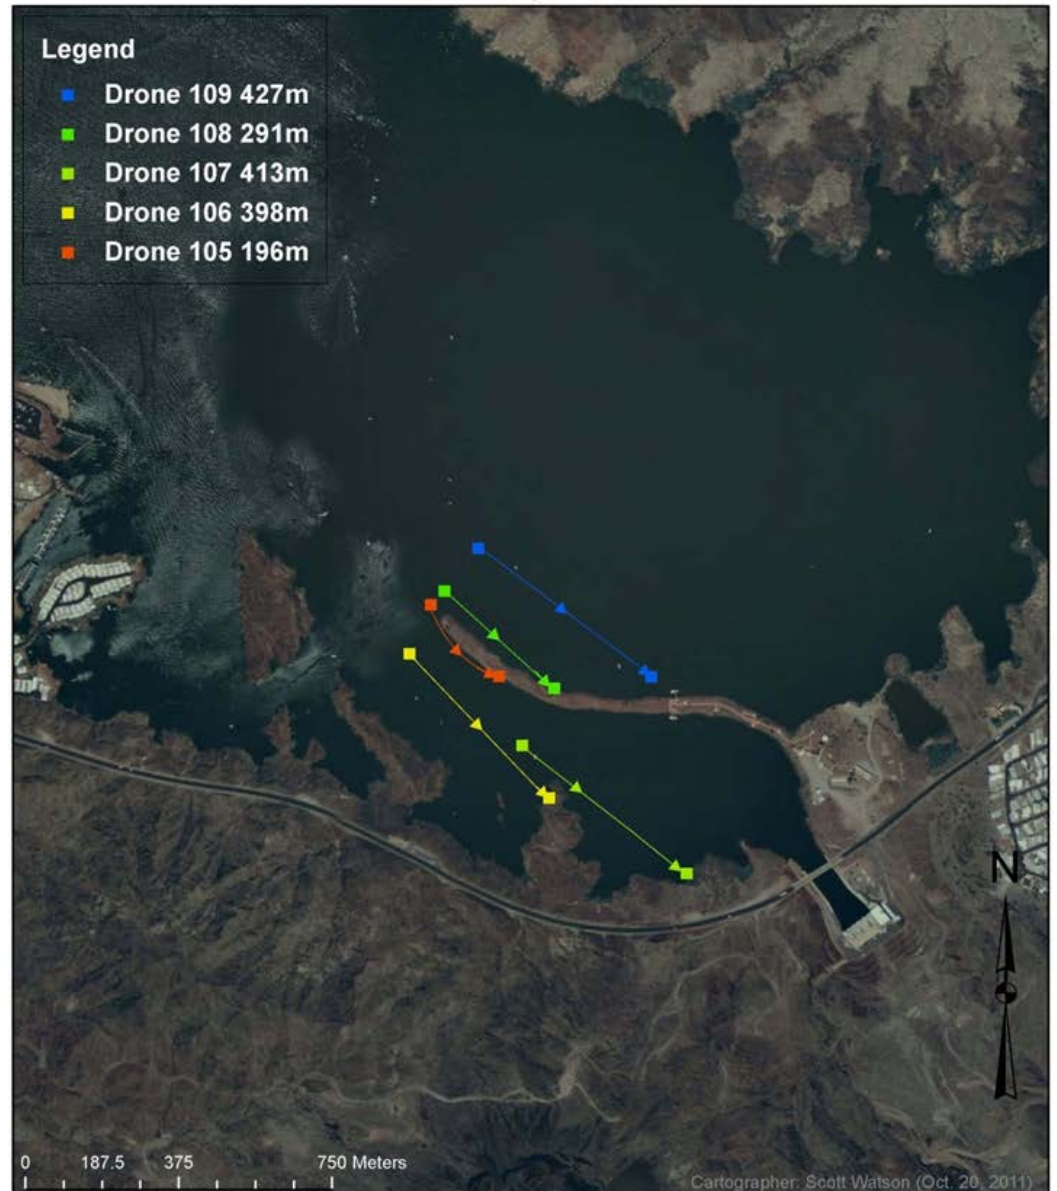 Legend
Drone 109 427m
Drone 108 291m
Drone 107 413m
Drone 106 398m
Drone 105 196m
N
0 187.5 375 750 Meters
Cartographer: Scott Watson (Oct. 20, 2011)